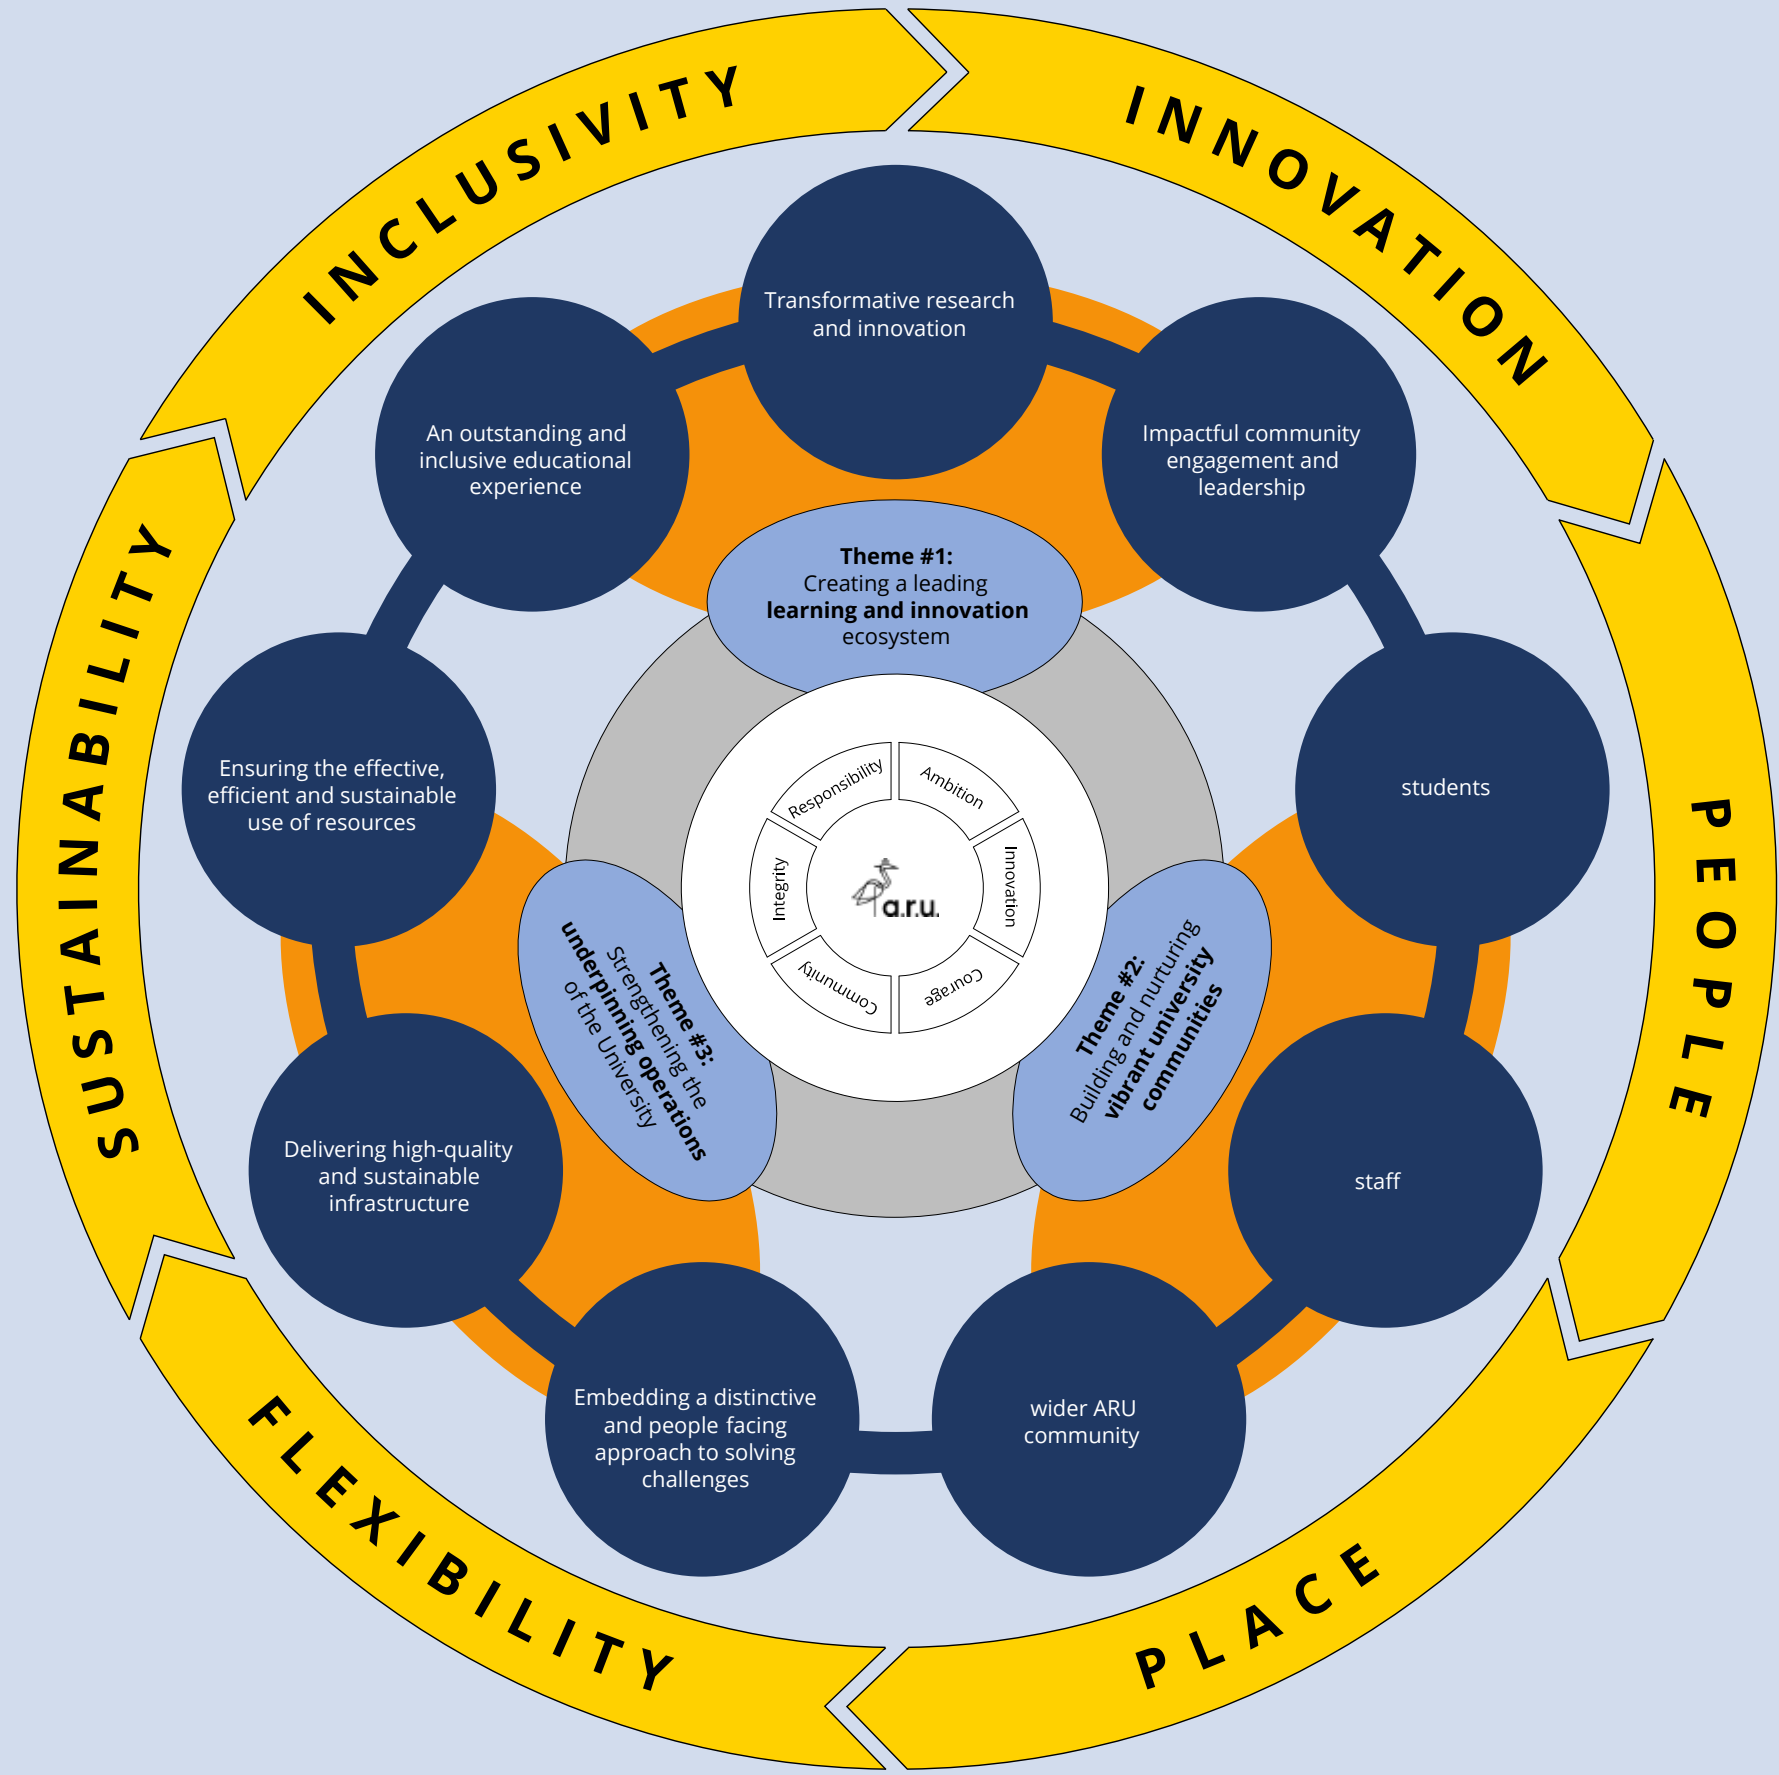 INCLUSIVITY
INNOVATION
PEOPLE
PLACE
FLEXIBILITY
SUSTAINABILITY
Transformative research
and innovation
Impactful community
engagement and
leadership
students
staff
wider ARU
community
Embedding a distinctive
and people facing
approach to solving
challenges
Delivering high-quality
and sustainable
infrastructure
Ensuring the effective,
efficient and sustainable
use of resources
An outstanding and
inclusive educational
experience
Theme #1:
Creating a leading
learning and innovation
ecosystem
Theme #2:
Building and nurturing
vibrant university
communities
Theme #3:
Strengthening the
underpinning operations
of the University
Ambition
Innovation
Courage
Community
Integrity
Responsibility
a.r.u.